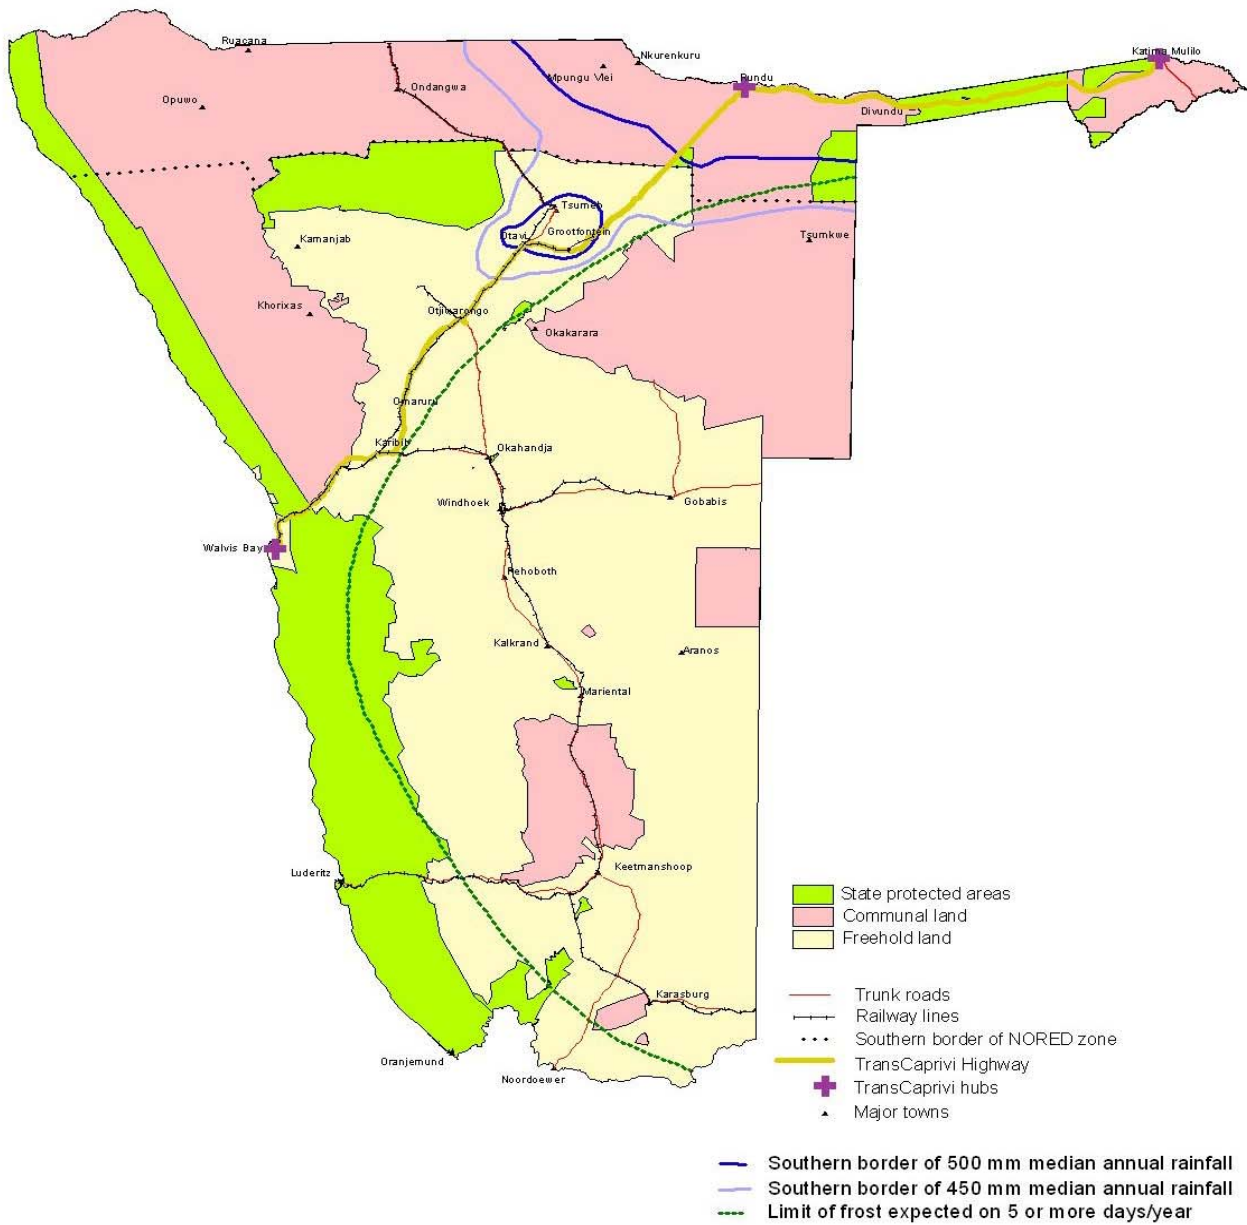 Ruacana
Nkurenkuru
Katima Mulilo
Mpungu Vlei
Rundu
Ondangwa
Opuwo
Divundu
Tsumeb
Grootfontein
Otavi
Tsumkwe
Kamanjab
Khorixas
Otjiwarongo
Okakarara
Omaruru
Karibib
Okahandja
Windhoek
Gobabis
Walvis Bay
Rehoboth
Kalkrand
Aranos
Mariental
Luderitz
Keetmanshoop
Karasburg
Oranjemund
Noordoewer
State protected areas
Communal land
Freehold land
Trunk roads
Railway lines
Southern border of NORED zone
TransCaprivi Highway
TransCaprivi hubs
Major towns
Southern border of 500 mm median annual rainfall
Southern border of 450 mm median annual rainfall
Limit of frost expected on 5 or more days/year